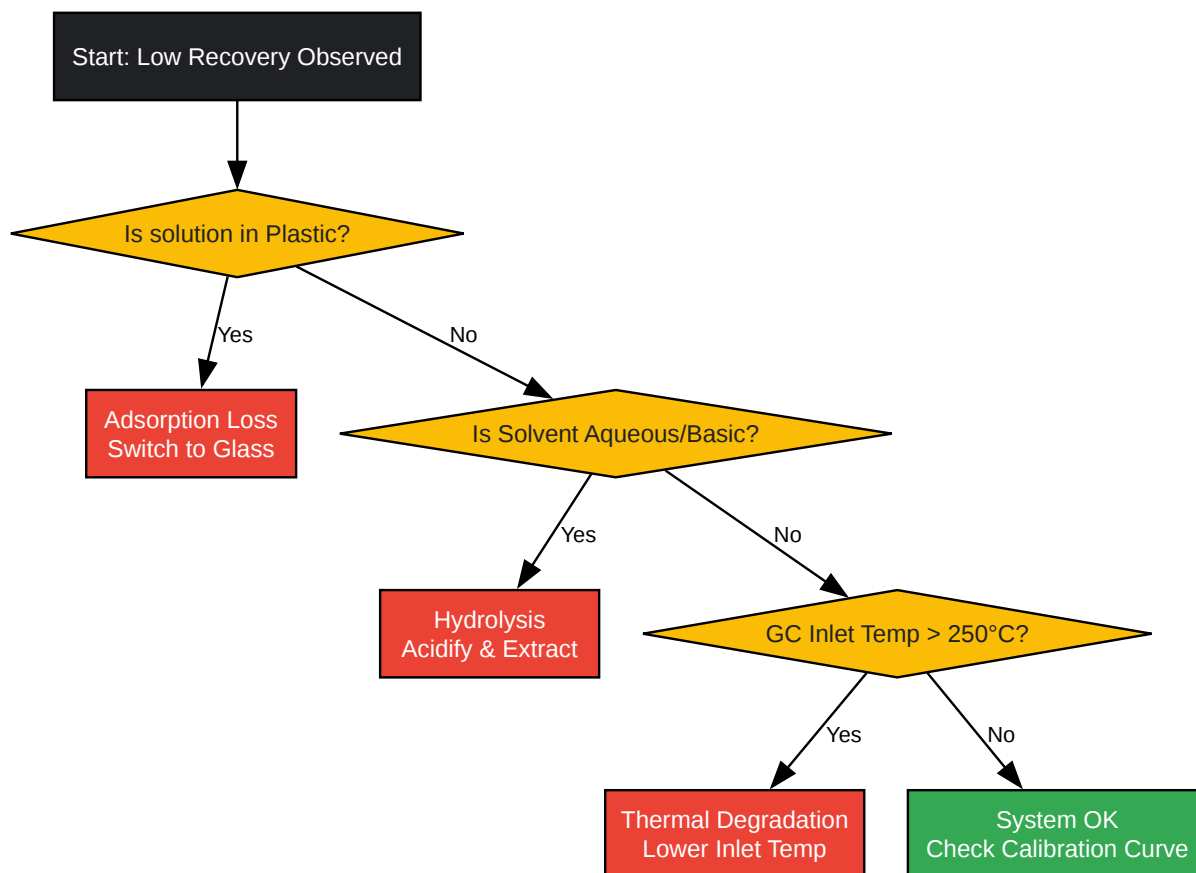 Start: Low Recovery Observed
Is solution in Plastic?
Yes
No
Adsorption Loss
Switch to Glass
Is Solvent Aqueous/Basic?
Yes
No
Hydrolysis
Acidify & Extract
GC Inlet Temp > 250°C?
Yes
No
Thermal Degradation
Lower Inlet Temp
System OK
Check Calibration Curve